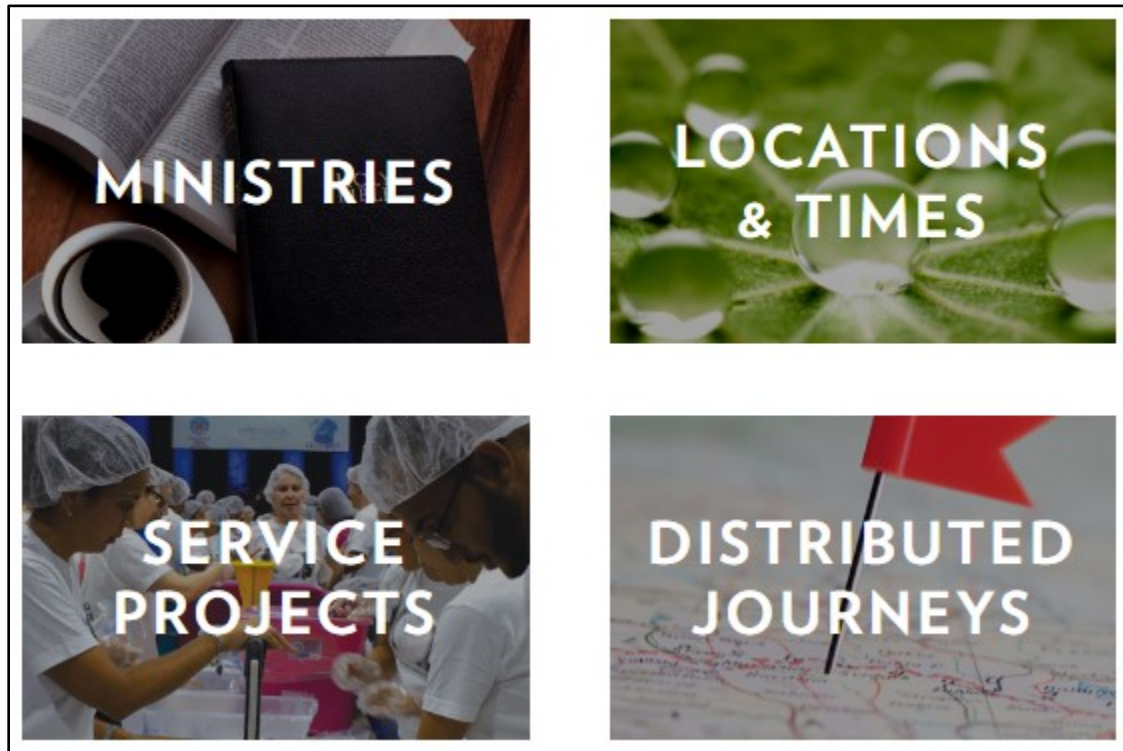 MINISTRIES
LOCATIONS
& TIMES
SERVICE
PROJECTS
DISTRIBUTED
JOURNEYS